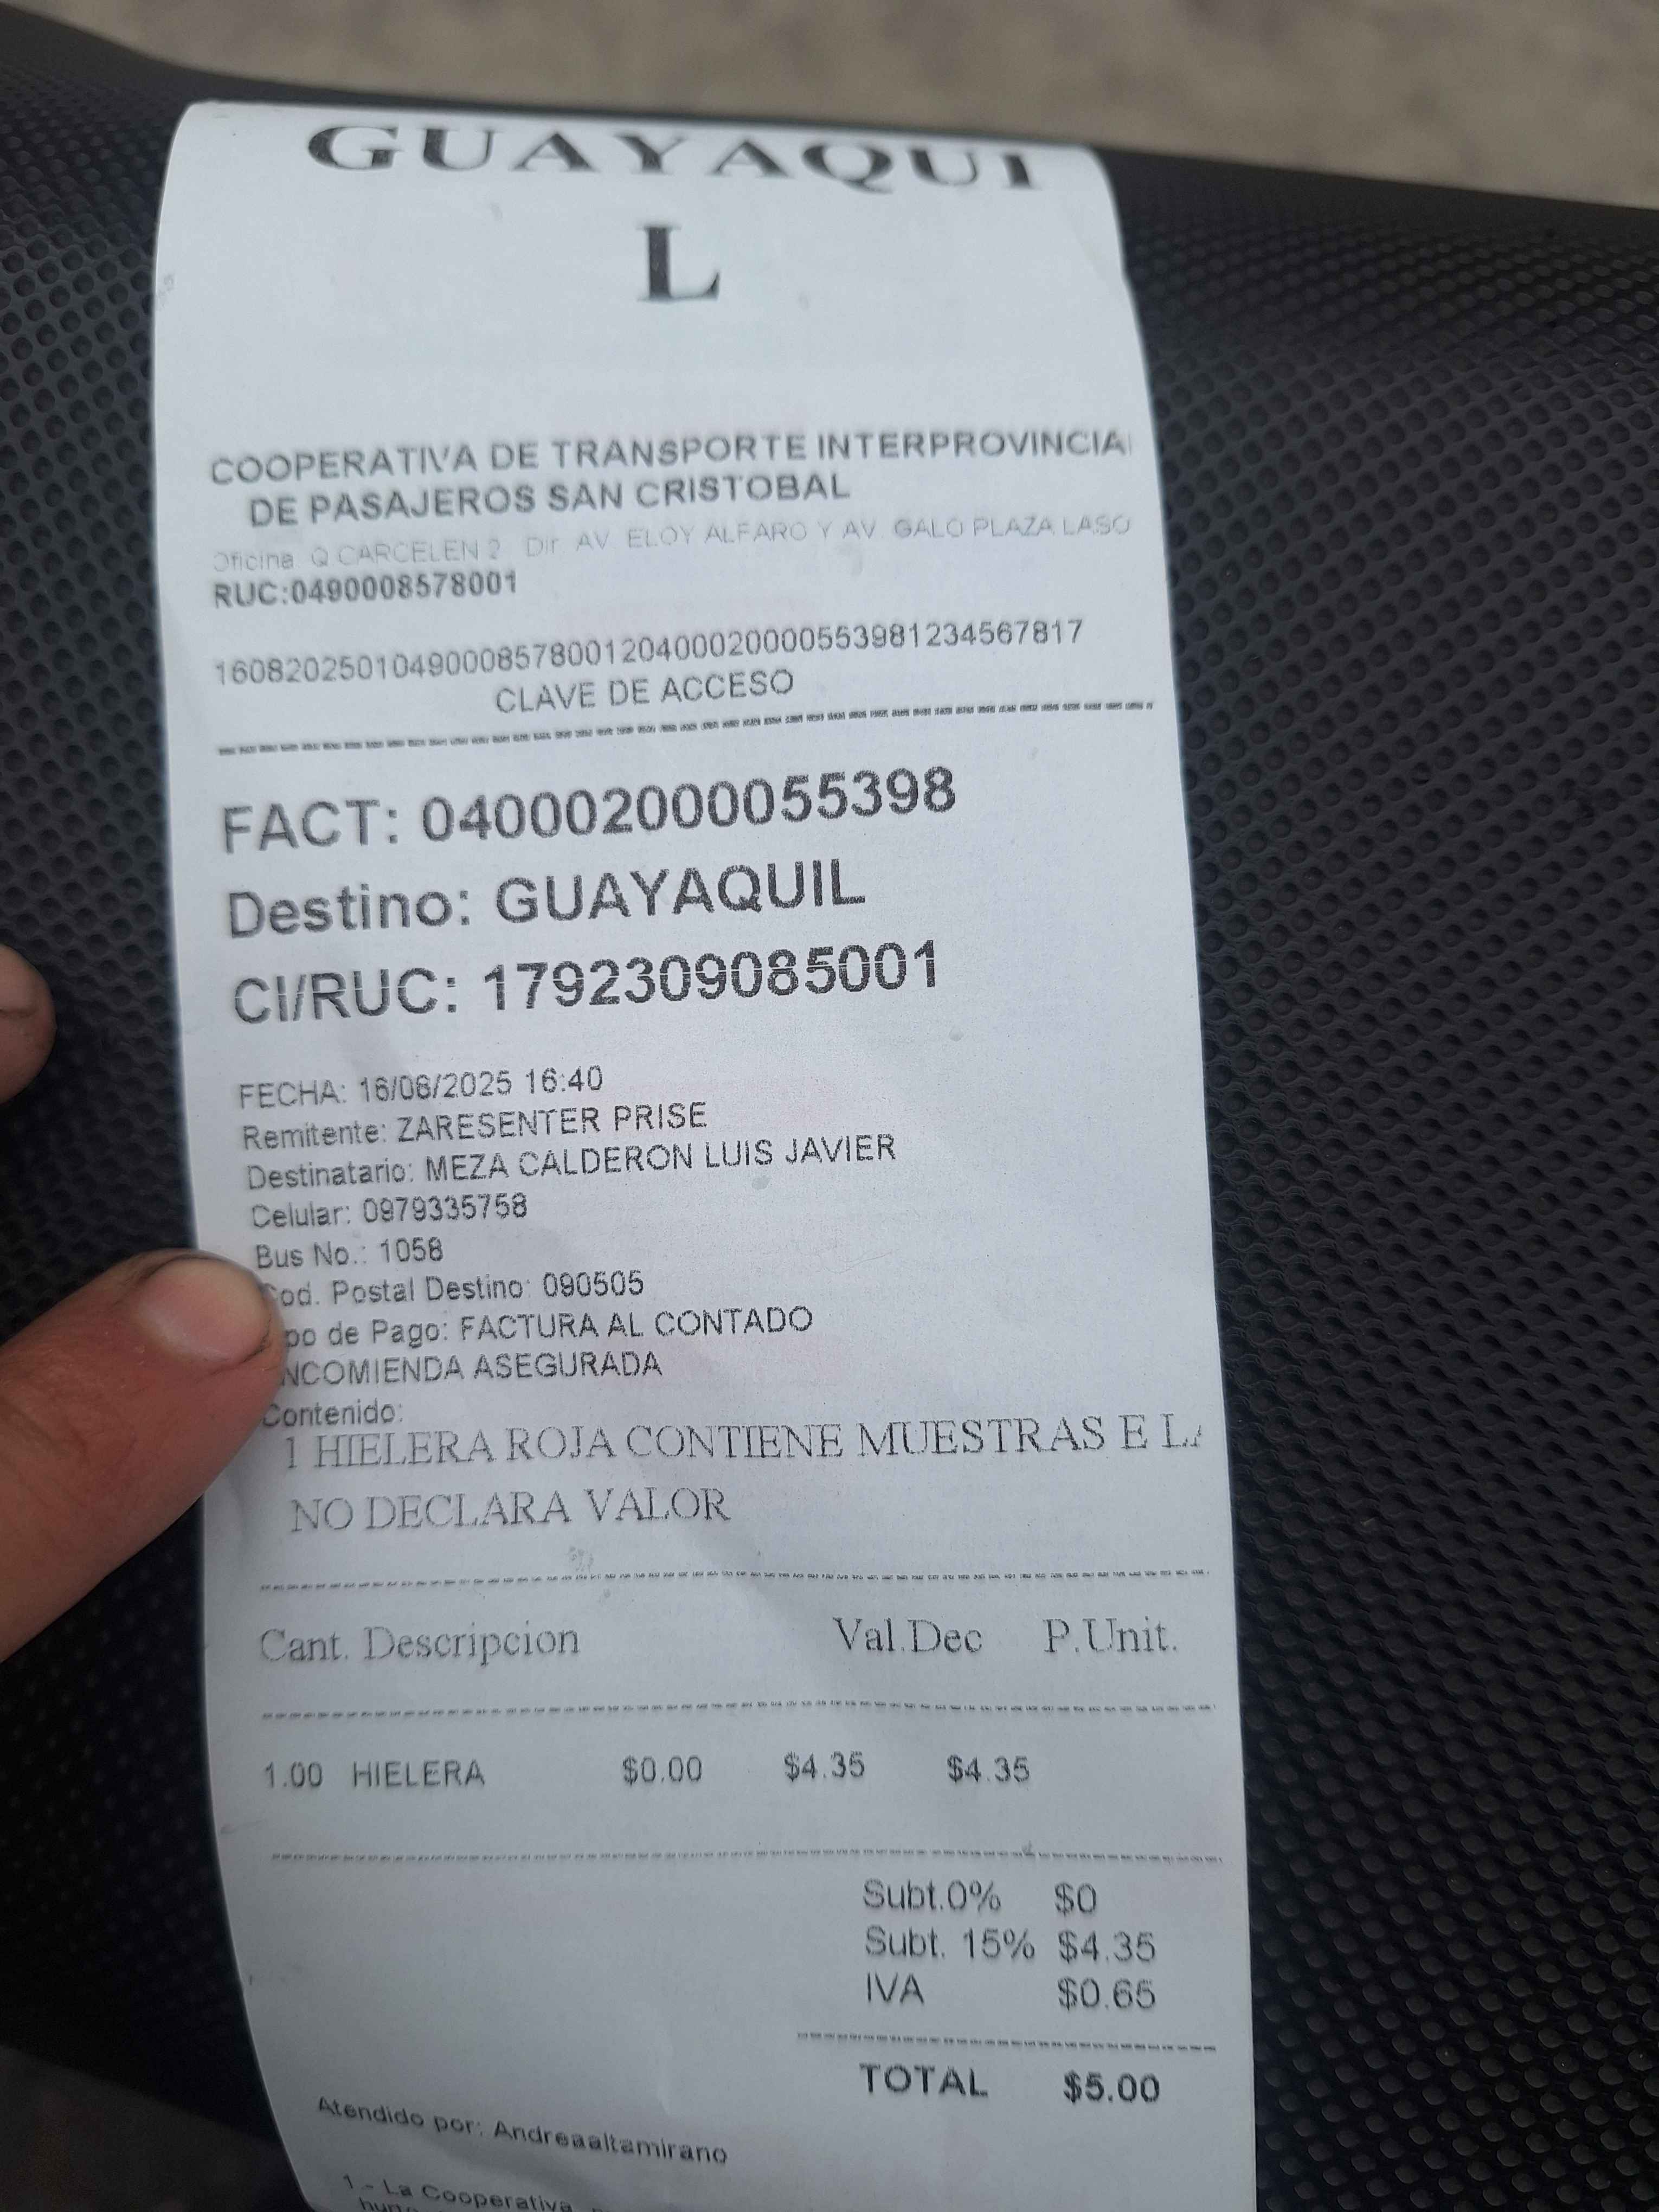 GUAYAQUI
L
COOPERATIVA DE TRANSPORTE INTERPROVINCIAL
DE PASAJEROS SAN CRISTOBAL
Oficina: Q CARCELEN 2 Dir: AV. ELOY ALFARO Y AV. GALO PLAZA LASO
RUC:0490008578001
1608202501049000857800120400020000553981234567817
CLAVE DE ACCESO
FACT: 040002000055398
Destino: GUAYAQUIL
CI/RUC: 1792309085001
FECHA: 16/08/2025 16:40
Remitente: ZARESENTER PRISE
Destinatario: MEZA CALDERON LUIS JAVIER
Celular: 0979335758
Bus No.: 1058
Cod. Postal Destino: 090505
po de Pago: FACTURA AL CONTADO
NCOMIENDA ASEGURADA
Contenido:
1 HIELERA ROJA CONTIENE MUESTRAS E LA
NO DECLARA VALOR
Cant. Descripcion Val.Dec P.Unit.
1.00 HIELERA $0.00 $4.35 $4.35
Subt.0% $0
Subt. 15% $4.35
IVA $0.65
TOTAL $5.00
Atendido por: Andreaaltamirano
1.- La Cooperativa